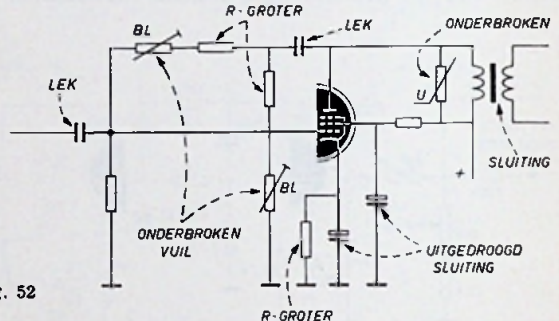 R-GROTER
BL
LEK
ONDERBROKEN
LEK
U
BL
SLUITING
+
ONDERBROKEN
VUIL
UITGEDROOGD
SLUITING
. 52
R-GROTER